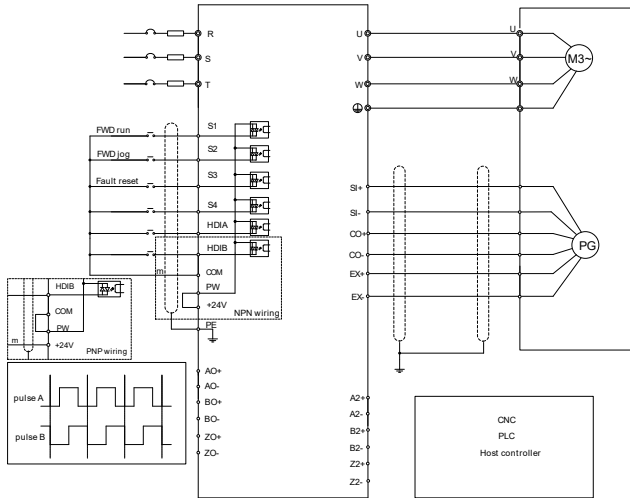 R
S
T
U
V
W
U
V
W
M3~
FWD run
FWD jog
Fault reset
S1
S2
S3
S4
HDIA
HDIB
COM
PW
+24V
PE
m
NPN wiring
HDIB
COM
PW
+24V
m
PNP wiring
SI+
SI-
CO+
CO-
EX+
EX-
PG
pulse A
pulse B
AO+
AO-
BO+
BO-
ZO+
ZO-
A2+
A2-
B2+
B2-
Z2+
Z2-
CNC
PLC
Host controller